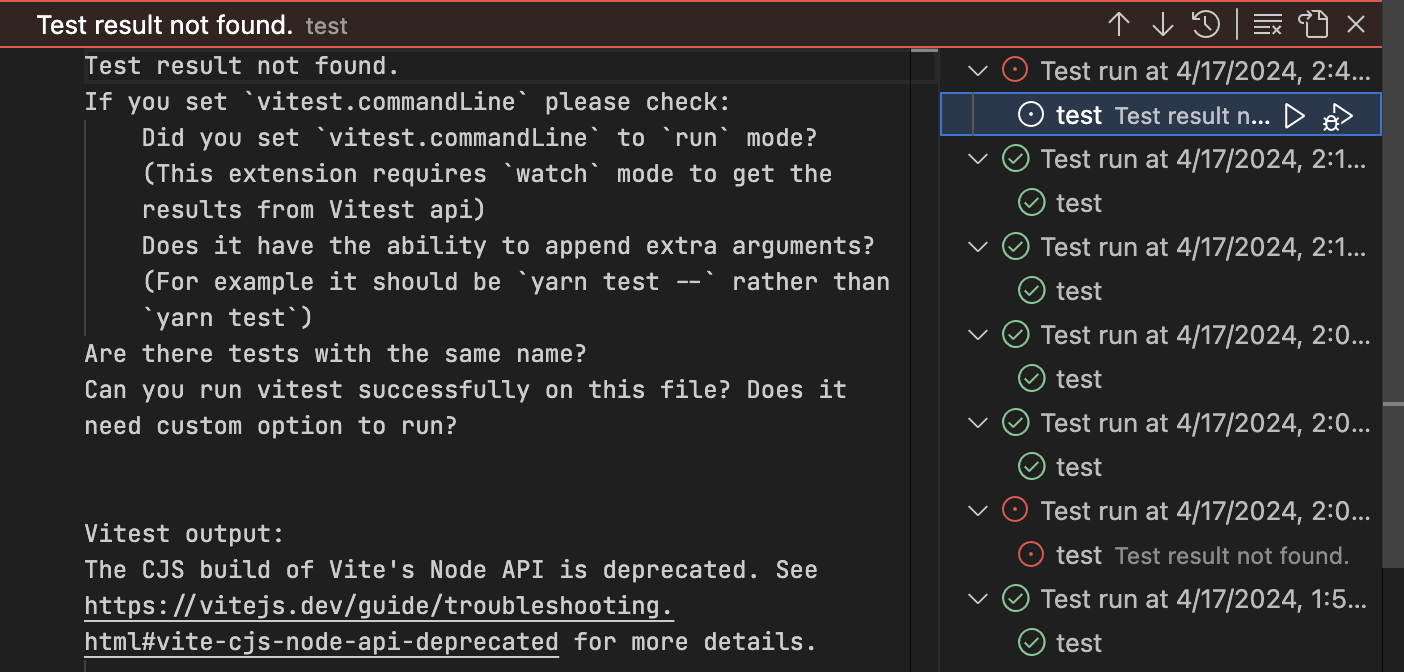 Test result not found. test
Test result not found.
If you set `vitest.commandLine` please check:
Did you set `vitest.commandLine` to `run` mode?
(This extension requires `watch` mode to get the
results from Vitest api)
Does it have the ability to append extra arguments?
(For example it should be `yarn test --` rather than
`yarn test`)
Are there tests with the same name?
Can you run vitest successfully on this file? Does it
need custom option to run?
Vitest output:
The CJS build of Vite's Node API is deprecated. See
https://vitejs.dev/guide/troubleshooting.
html#vite-cjs-node-api-deprecated for more details.
Test run at 4/17/2024, 2:4...
test Test result n...
Test run at 4/17/2024, 2:1...
test
Test run at 4/17/2024, 2:1...
test
Test run at 4/17/2024, 2:0...
test
Test run at 4/17/2024, 2:0...
test
Test run at 4/17/2024, 2:0...
test Test result not found.
Test run at 4/17/2024, 1:5...
test